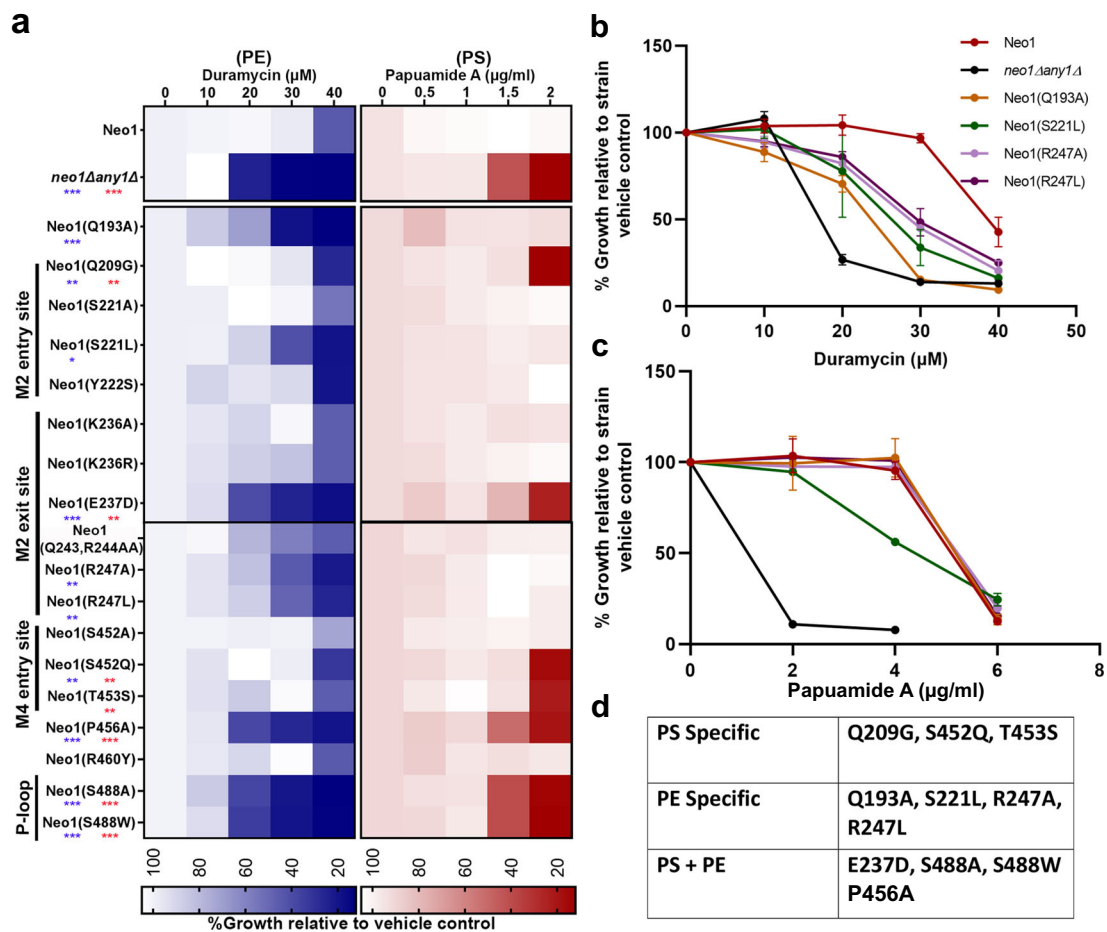 a
(PE)
Duramycin (µM)
0 10 20 30 40
(PS)
Papuamide A (µg/ml)
0 0.5 1 1.5 2
Neo1
neo1Δany1Δ
*** ***
Neo1(Q193A)
***
Neo1(Q209G)
** **
Neo1(S221A)
Neo1(S221L)
*
Neo1(Y222S)
Neo1(K236A)
Neo1(K236R)
Neo1(E237D)
*** **
Neo1
(Q243,R244AA)
Neo1(R247A)
**
Neo1(R247L)
**
Neo1(S452A)
Neo1(S452Q)
** **
Neo1(T453S)
**
Neo1(P456A)
*** ***
Neo1(R460Y)
Neo1(S488A)
*** ***
Neo1(S488W)
*** ***
M2 entry site
M2 exit site
M4 entry site
P-loop
100 80 60 40 20
100 80 60 40 20
%Growth relative to vehicle control
b
% Growth relative to strain
vehicle control
150
100
50
0
0 10 20 30 40 50
Duramycin (µM)
Neo1
neo1Δany1Δ
Neo1(Q193A)
Neo1(S221L)
Neo1(R247A)
Neo1(R247L)
c
% Growth relative to strain
vehicle control
150
100
50
0
0 2 4 6 8
Papuamide A (µg/ml)
d
PS Specific
Q209G, S452Q, T453S
PE Specific
Q193A, S221L, R247A,
R247L
PS + PE
E237D, S488A, S488W
P456A